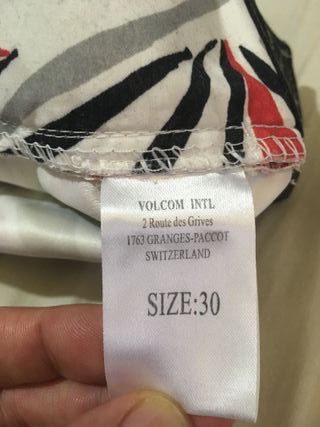 VOLCOM INTL
2 Route des Grives
1763 GRANGES-PACCOT
SWITZERLAND
SIZE:30